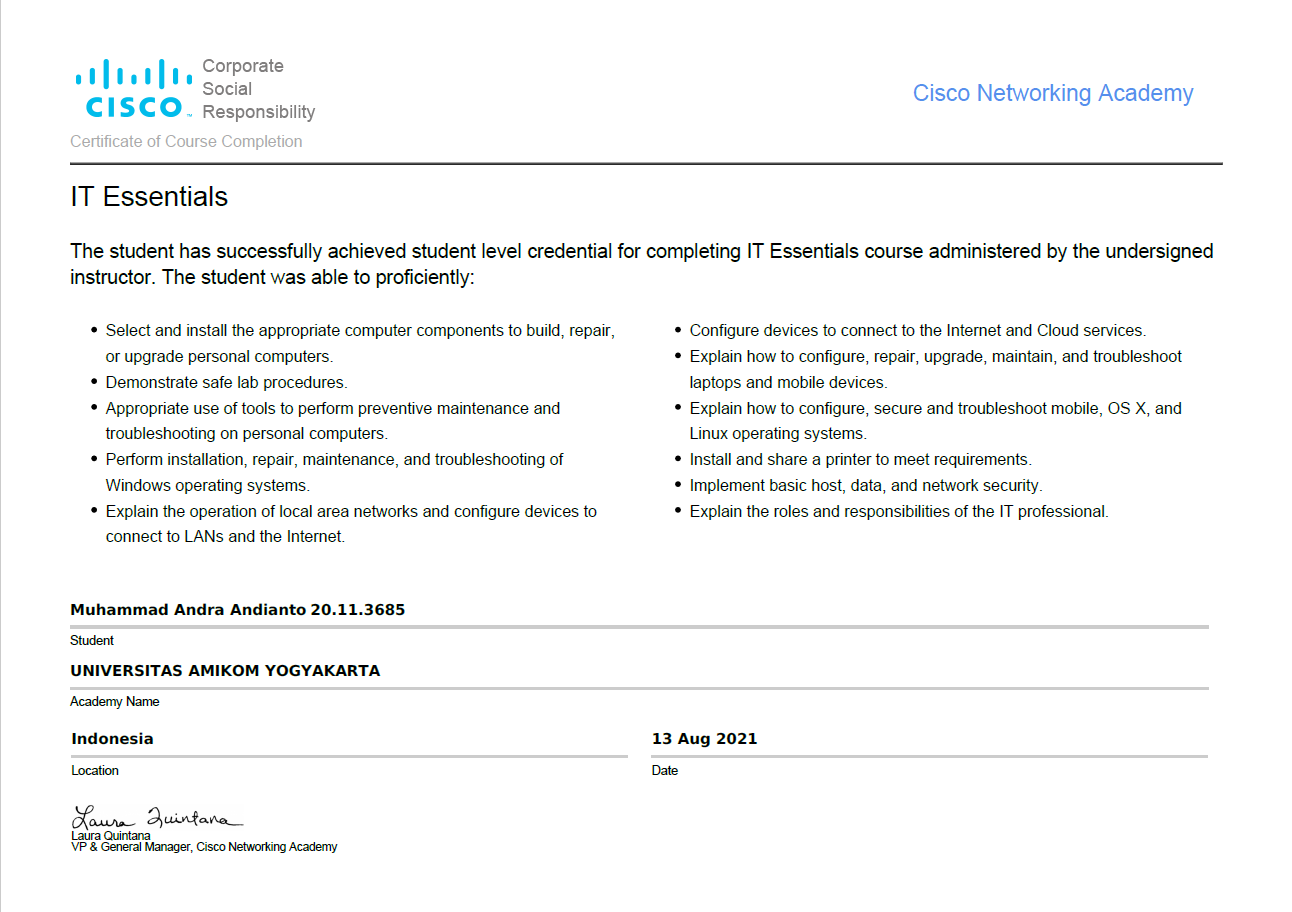 CISCO
Corporate
Social
Responsibility
Cisco Networking Academy
Certificate of Course Completion
IT Essentials
The student has successfully achieved student level credential for completing IT Essentials course administered by the undersigned
instructor. The student was able to proficiently:
• Select and install the appropriate computer components to build, repair,
or upgrade personal computers.
• Demonstrate safe lab procedures.
• Appropriate use of tools to perform preventive maintenance and
troubleshooting on personal computers.
• Perform installation, repair, maintenance, and troubleshooting of
Windows operating systems.
• Explain the operation of local area networks and configure devices to
connect to LANs and the Internet.
• Configure devices to connect to the Internet and Cloud services.
• Explain how to configure, repair, upgrade, maintain, and troubleshoot
laptops and mobile devices.
• Explain how to configure, secure and troubleshoot mobile, OS X, and
Linux operating systems.
• Install and share a printer to meet requirements.
• Implement basic host, data, and network security.
• Explain the roles and responsibilities of the IT professional.
Muhammad Andra Andianto 20.11.3685
Student
UNIVERSITAS AMIKOM YOGYAKARTA
Academy Name
Indonesia
Location
13 Aug 2021
Date
Laura Quintana
Laura Quintana
VP & General Manager, Cisco Networking Academy